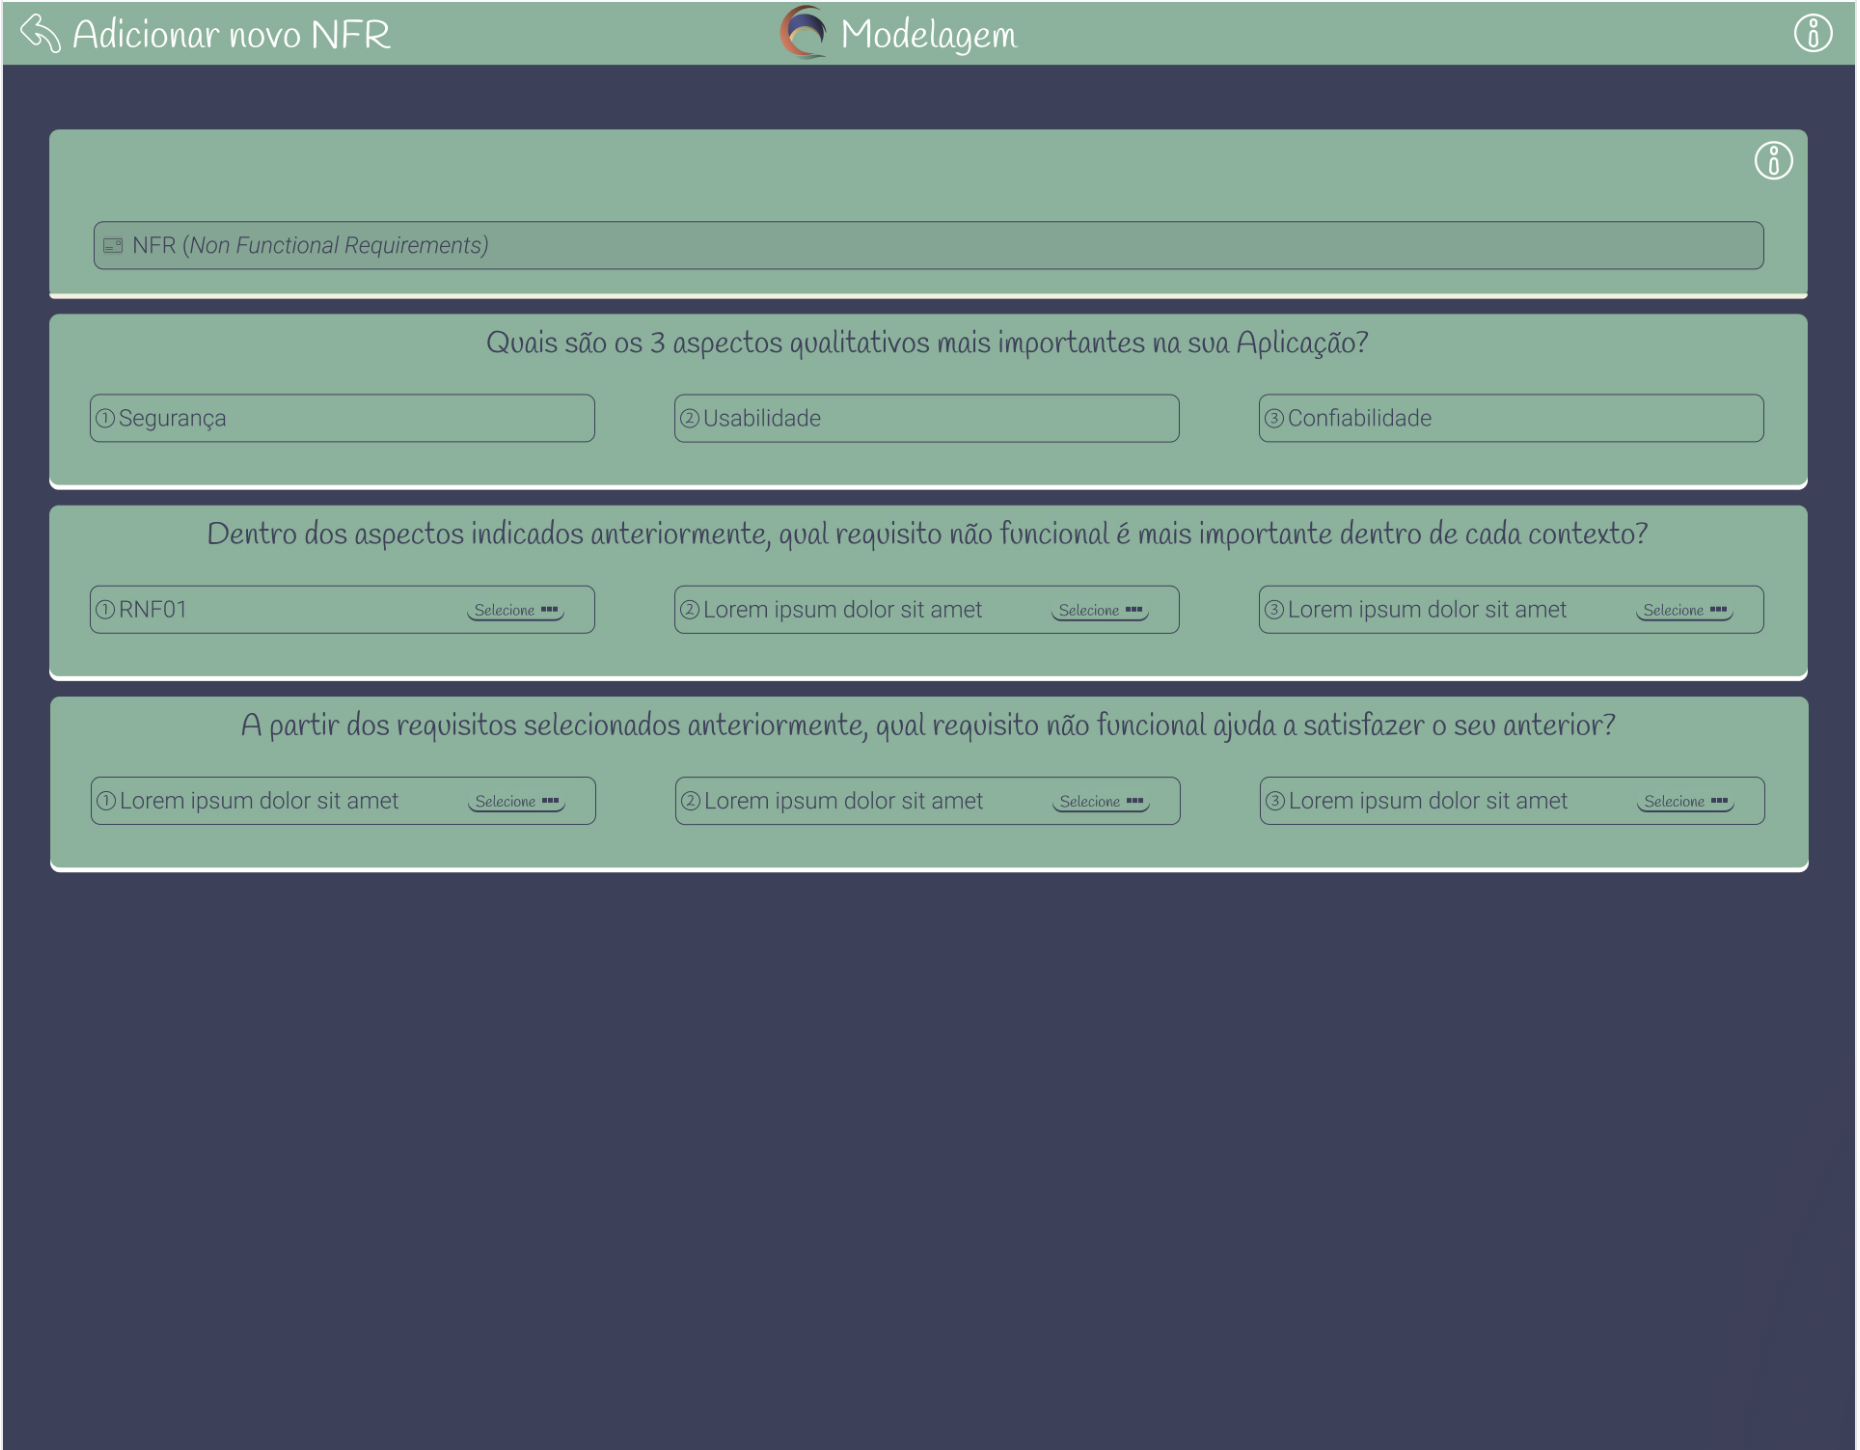 Adicionar novo NFR
Modelagem
NFR (Non Functional Requirements)
Quais são os 3 aspectos qualitativos mais importantes na sua Aplicação?
1 Segurança
2 Usabilidade
3 Confiabilidade
Dentro dos aspectos indicados anteriormente, qual requisito não funcional é mais importante dentro de cada contexto?
1 RNF01 Selecione
2 Lorem ipsum dolor sit amet Selecione
3 Lorem ipsum dolor sit amet Selecione
A partir dos requisitos selecionados anteriormente, qual requisito não funcional ajuda a satisfazer o seu anterior?
1 Lorem ipsum dolor sit amet Selecione
2 Lorem ipsum dolor sit amet Selecione
3 Lorem ipsum dolor sit amet Selecione